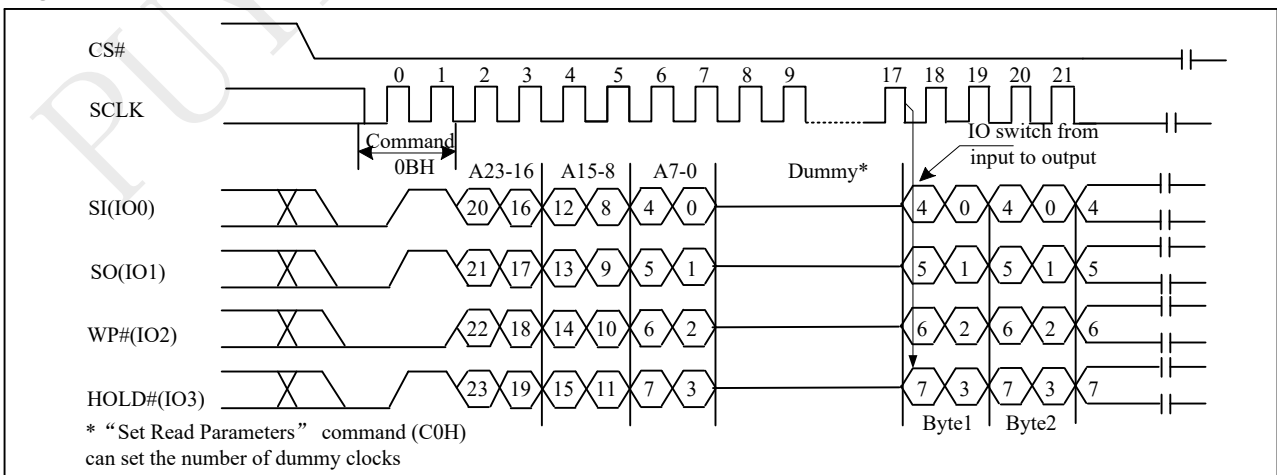 PUY
CS#
0 1 2 3 4 5 6 7 8 9 17 18 19 20 21
SCLK
Command
0BH
IO switch from
input to output
A23-16 A15-8 A7-0 Dummy*
SI(IO0) 20 16 12 8 4 0 4 0 4 0 4
SO(IO1) 21 17 13 9 5 1 5 1 5 1 5
WP#(IO2) 22 18 14 10 6 2 6 2 6 2 6
HOLD#(IO3) 23 19 15 11 7 3 7 3 7 3 7
Byte1 Byte2
* “Set Read Parameters” command (C0H)
can set the number of dummy clocks